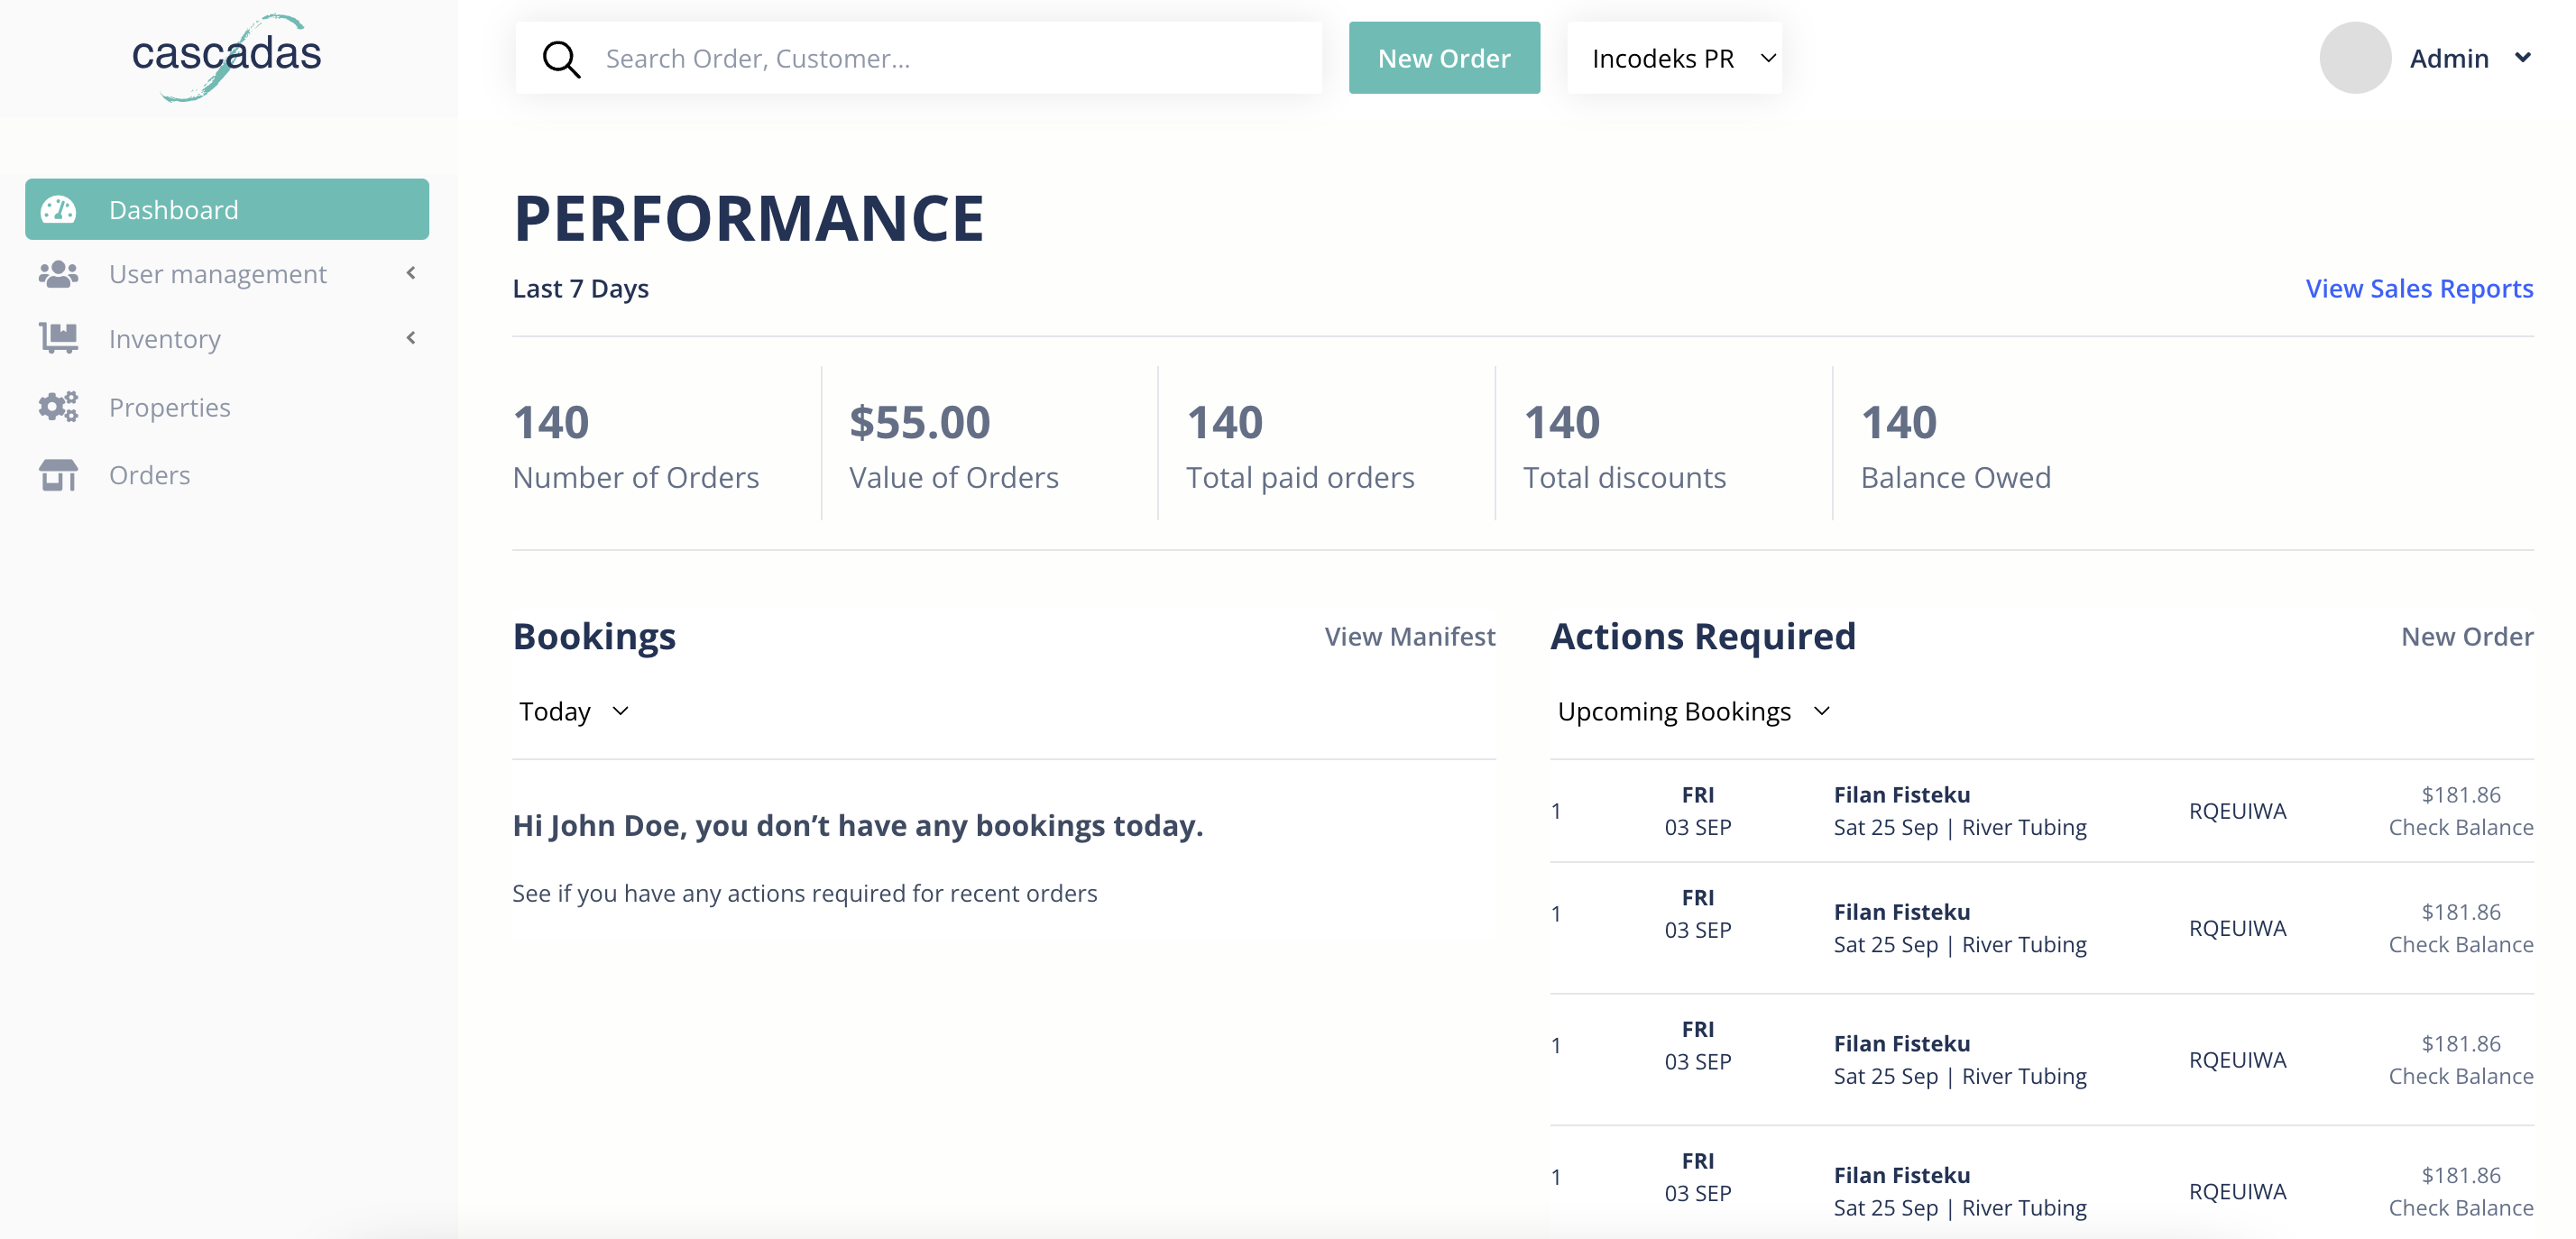 cascadas
Search Order, Customer...
New Order
Incodeks PR
Admin
Dashboard
User management
Inventory
Properties
Orders
PERFORMANCE
Last 7 Days
View Sales Reports
140
Number of Orders
$55.00
Value of Orders
140
Total paid orders
140
Total discounts
140
Balance Owed
Bookings
View Manifest
Today
Hi John Doe, you don’t have any bookings today.
See if you have any actions required for recent orders
Actions Required
New Order
Upcoming Bookings
1
FRI
03 SEP
Filan Fisteku
Sat 25 Sep | River Tubing
RQEUIWA
$181.86
Check Balance
1
FRI
03 SEP
Filan Fisteku
Sat 25 Sep | River Tubing
RQEUIWA
$181.86
Check Balance
1
FRI
03 SEP
Filan Fisteku
Sat 25 Sep | River Tubing
RQEUIWA
$181.86
Check Balance
1
FRI
03 SEP
Filan Fisteku
Sat 25 Sep | River Tubing
RQEUIWA
$181.86
Check Balance